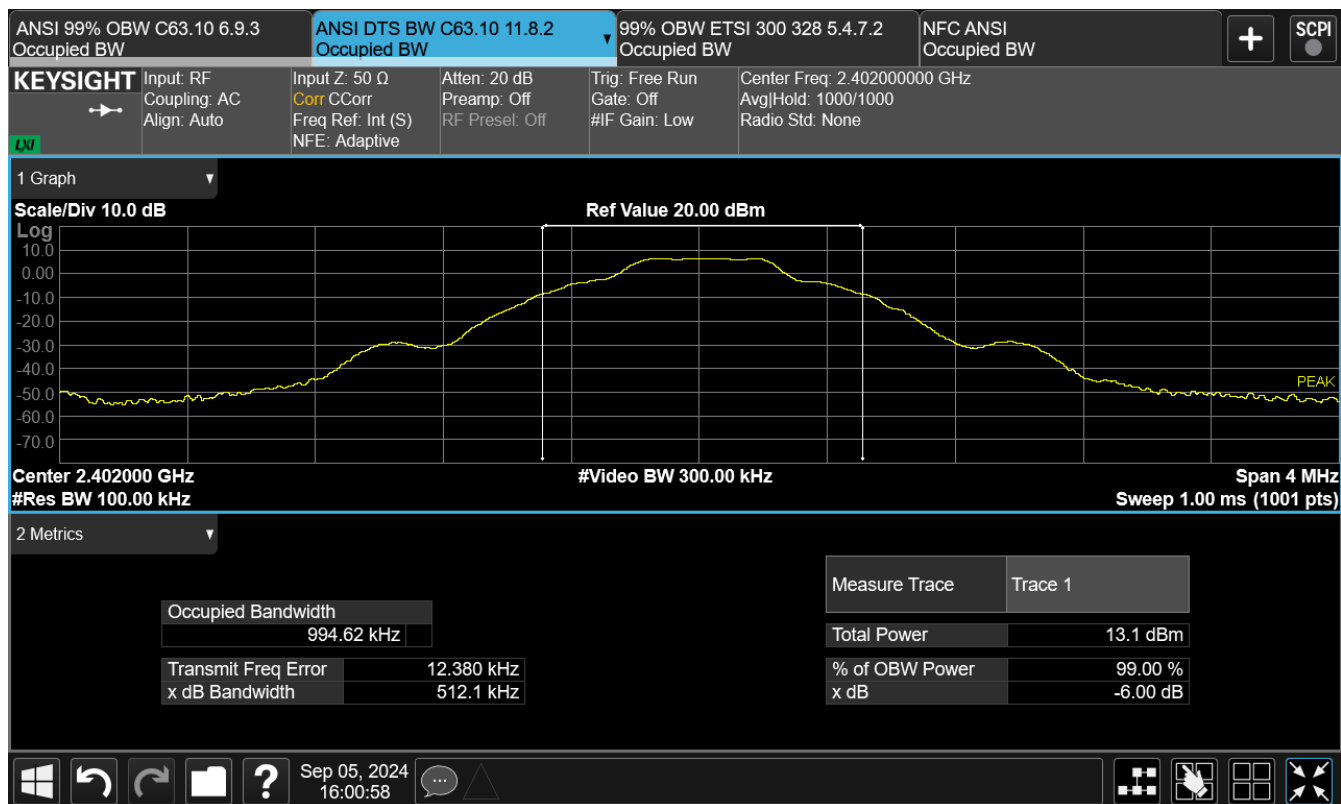 ANSI 99% OBW C63.10 6.9.3
Occupied BW
ANSI DTS BW C63.10 11.8.2
Occupied BW
99% OBW ETSI 300 328 5.4.7.2
Occupied BW
NFC ANSI
Occupied BW
SCPI
KEYSIGHT
LXI
Input: RF
Coupling: AC
Align: Auto
Input Z: 50 Ω
Corr CCorr
Freq Ref: Int (S)
NFE: Adaptive
Atten: 20 dB
Preamp: Off
RF Presel: Off
Trig: Free Run
Gate: Off
#IF Gain: Low
Center Freq: 2.402000000 GHz
Avg|Hold: 1000/1000
Radio Std: None
1 Graph
Scale/Div 10.0 dB
Ref Value 20.00 dBm
Log
10.0
0.00
-10.0
-20.0
-30.0
-40.0
-50.0
-60.0
-70.0
PEAK
Center 2.402000 GHz
#Video BW 300.00 kHz
Span 4 MHz
#Res BW 100.00 kHz
Sweep 1.00 ms (1001 pts)
2 Metrics
Occupied Bandwidth
994.62 kHz
Transmit Freq Error 12.380 kHz
x dB Bandwidth 512.1 kHz
Measure Trace Trace 1
Total Power 13.1 dBm
% of OBW Power 99.00 %
x dB -6.00 dB
Sep 05, 2024
16:00:58